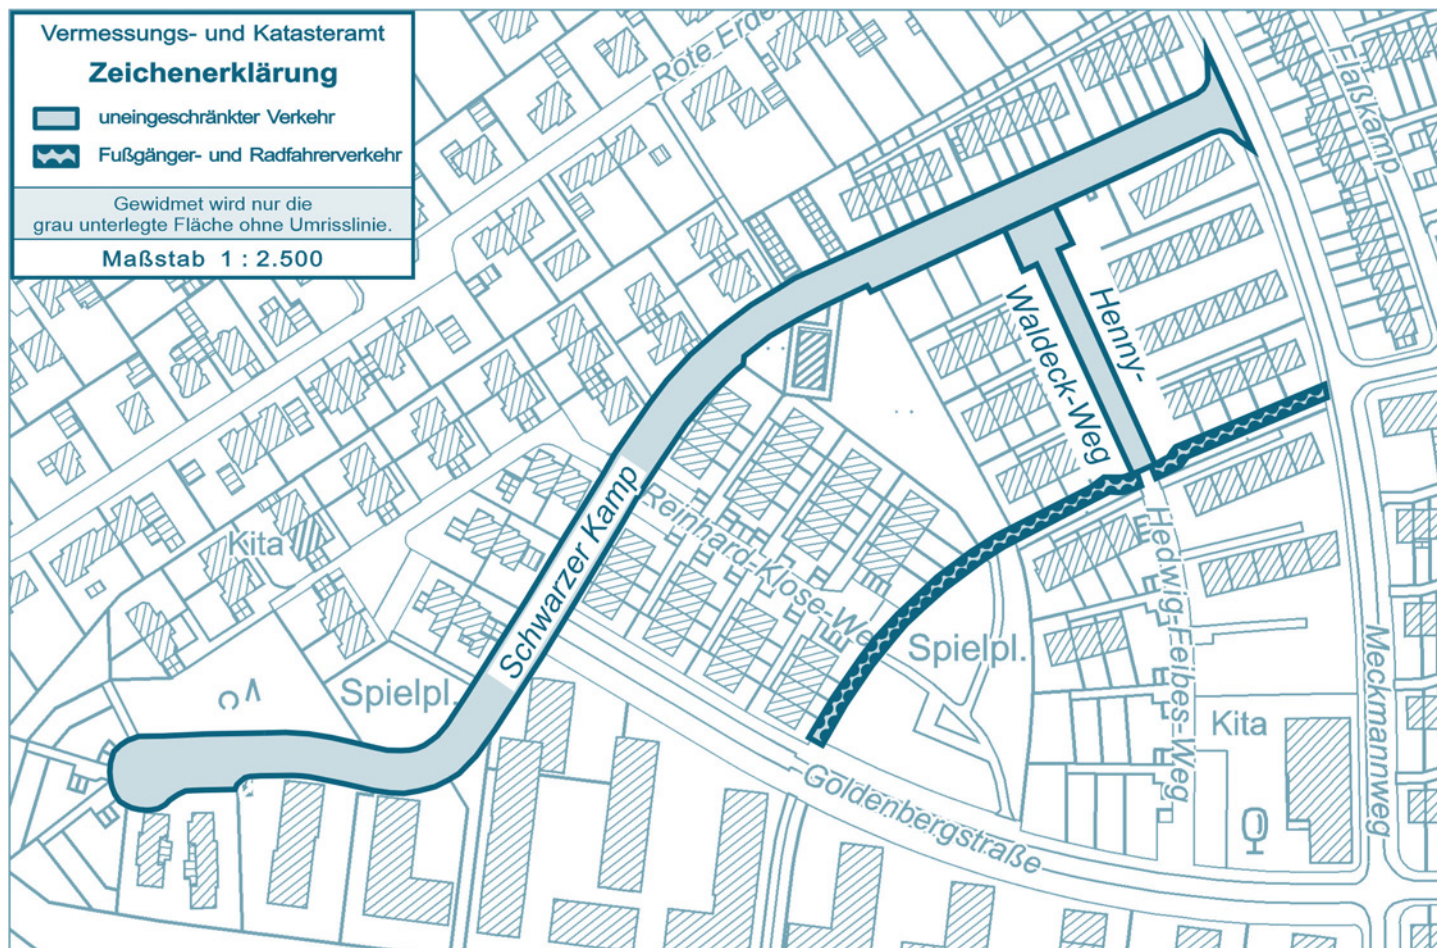 Vermessungs- und Katasteramt
Zeichenerklärung
uneingeschränkter Verkehr
Fußgänger- und Radfahrerverkehr
Gewidmet wird nur die
grau unterlegte Fläche ohne Umrisslinie.
Maßstab 1 : 2.500
Rote Erde
Flaßkamp
Henny-
Waldeck-Weg
Schwarzer Kamp
Reinhard-Klose-We
Kita
Spielpl.
Spielpl.
Hedwig-Feibes-Weg
Kita
Meckmannweg
Goldenbergstraße